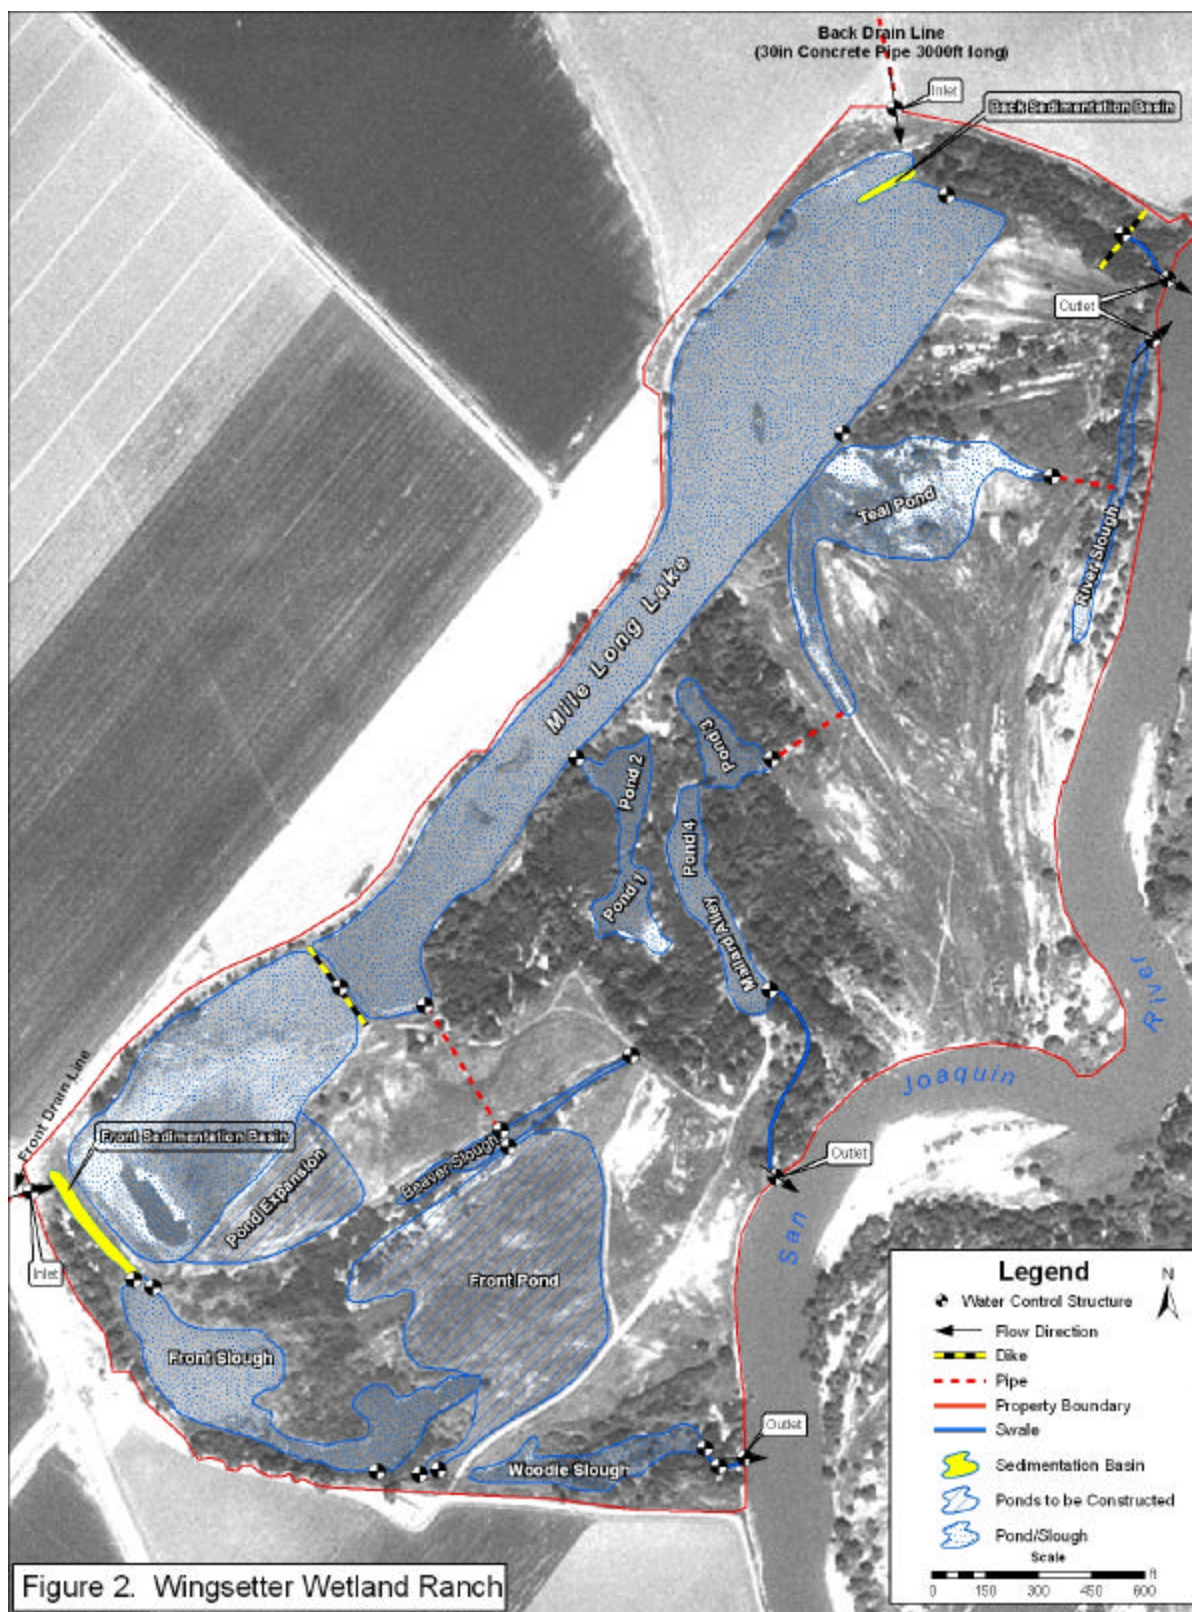 Back Drain Line
(30in Concrete Pipe 3000ft long)
Inlet
Back Sedimentation Basin
Outlet
Teal Pond
River Slough
Mile Long Lake
Pond 3
Pond 2
Pond 4
Pond 1
Mallard Alley
River
Joaquin
San
Front Drain Line
Front Sedimentation Basin
Beaver Slough
Pond Expansion
Outlet
Inlet
Front Pond
Front Slough
Outlet
Woodie Slough
Legend
N
Water Control Structure
Flow Direction
Dike
Pipe
Property Boundary
Swale
Sedimentation Basin
Ponds to be Constructed
Pond/Slough
Scale
ft
0 150 300 450 600
Figure 2. Wingsetter Wetland Ranch